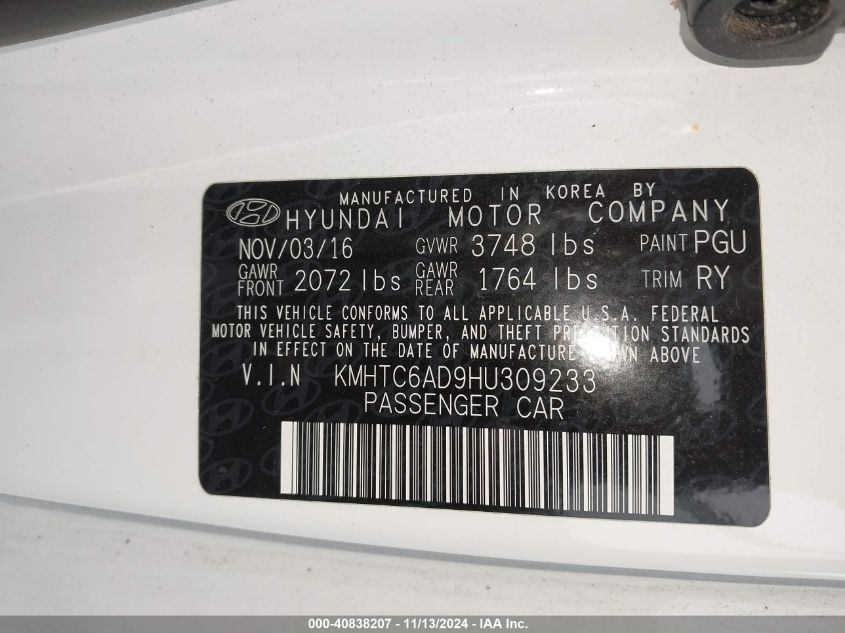 MANUFACTURED IN KOREA BY
HYUNDAI MOTOR COMPANY
NOV/03/16 GVWR 3748 lbs PAINT PGU
GAWR FRONT 2072 lbs GAWR REAR 1764 lbs TRIM RY
THIS VEHICLE CONFORMS TO ALL APPLICABLE U.S.A. FEDERAL
MOTOR VEHICLE SAFETY, BUMPER, AND THEFT PREVENTION STANDARDS
IN EFFECT ON THE DATE OF MANUFACTURE SHOWN ABOVE.
V.I.N KMHTC6AD9HU309233
PASSENGER CAR
000-40838207 - 11/13/2024 - IAA, Inc.